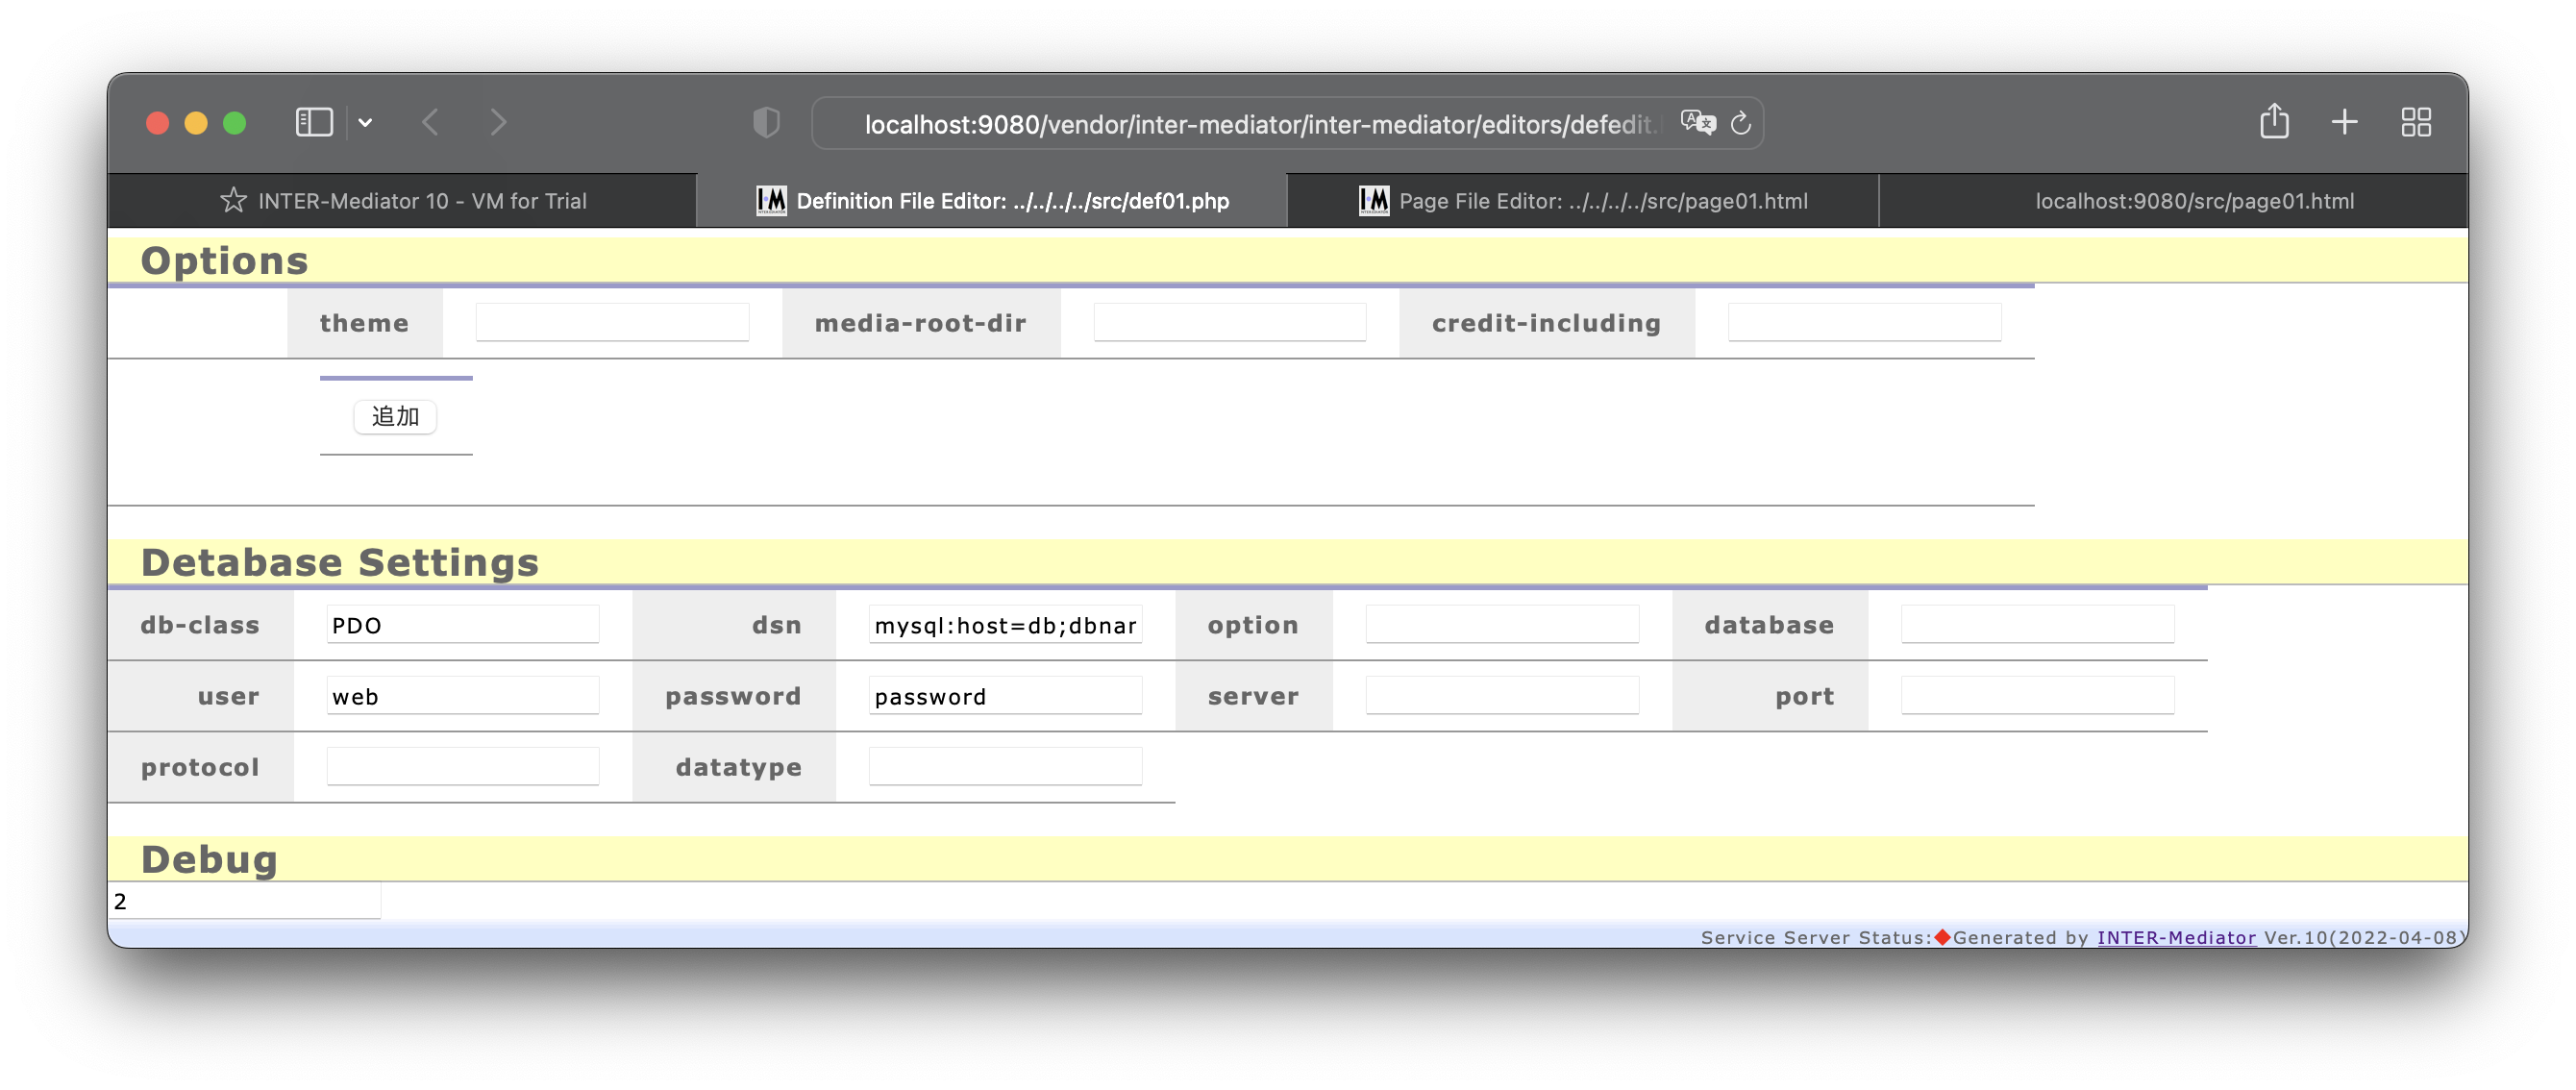 localhost:9080/vendor/inter-mediator/inter-mediator/editors/defedit.
INTER-Mediator 10 - VM for Trial
Definition File Editor: ../../../../src/def01.php
Page File Editor: ../../../../src/page01.html
localhost:9080/src/page01.html
Options
theme media-root-dir credit-including
追加
Detabase Settings
db-class PDO dsn mysql:host=db;dbnar option database
user web password password server port
protocol datatype
Debug
2
Service Server Status:◆Generated by INTER-Mediator Ver.10(2022-04-08)